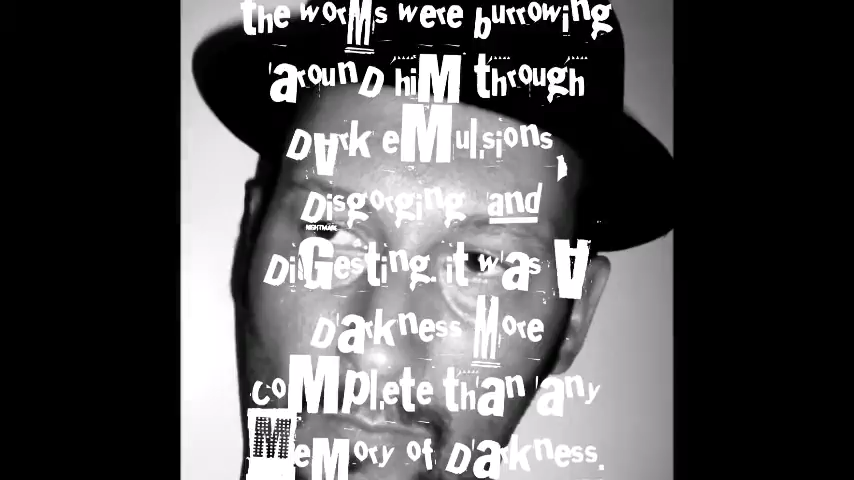 the worMs were burrowing
arounD hiM through
DArk eMulsions
Disgorging and
NIGHTMARE
DiGesting. it was A
Darkness More
coMplete than any
MeMory of Darkness.